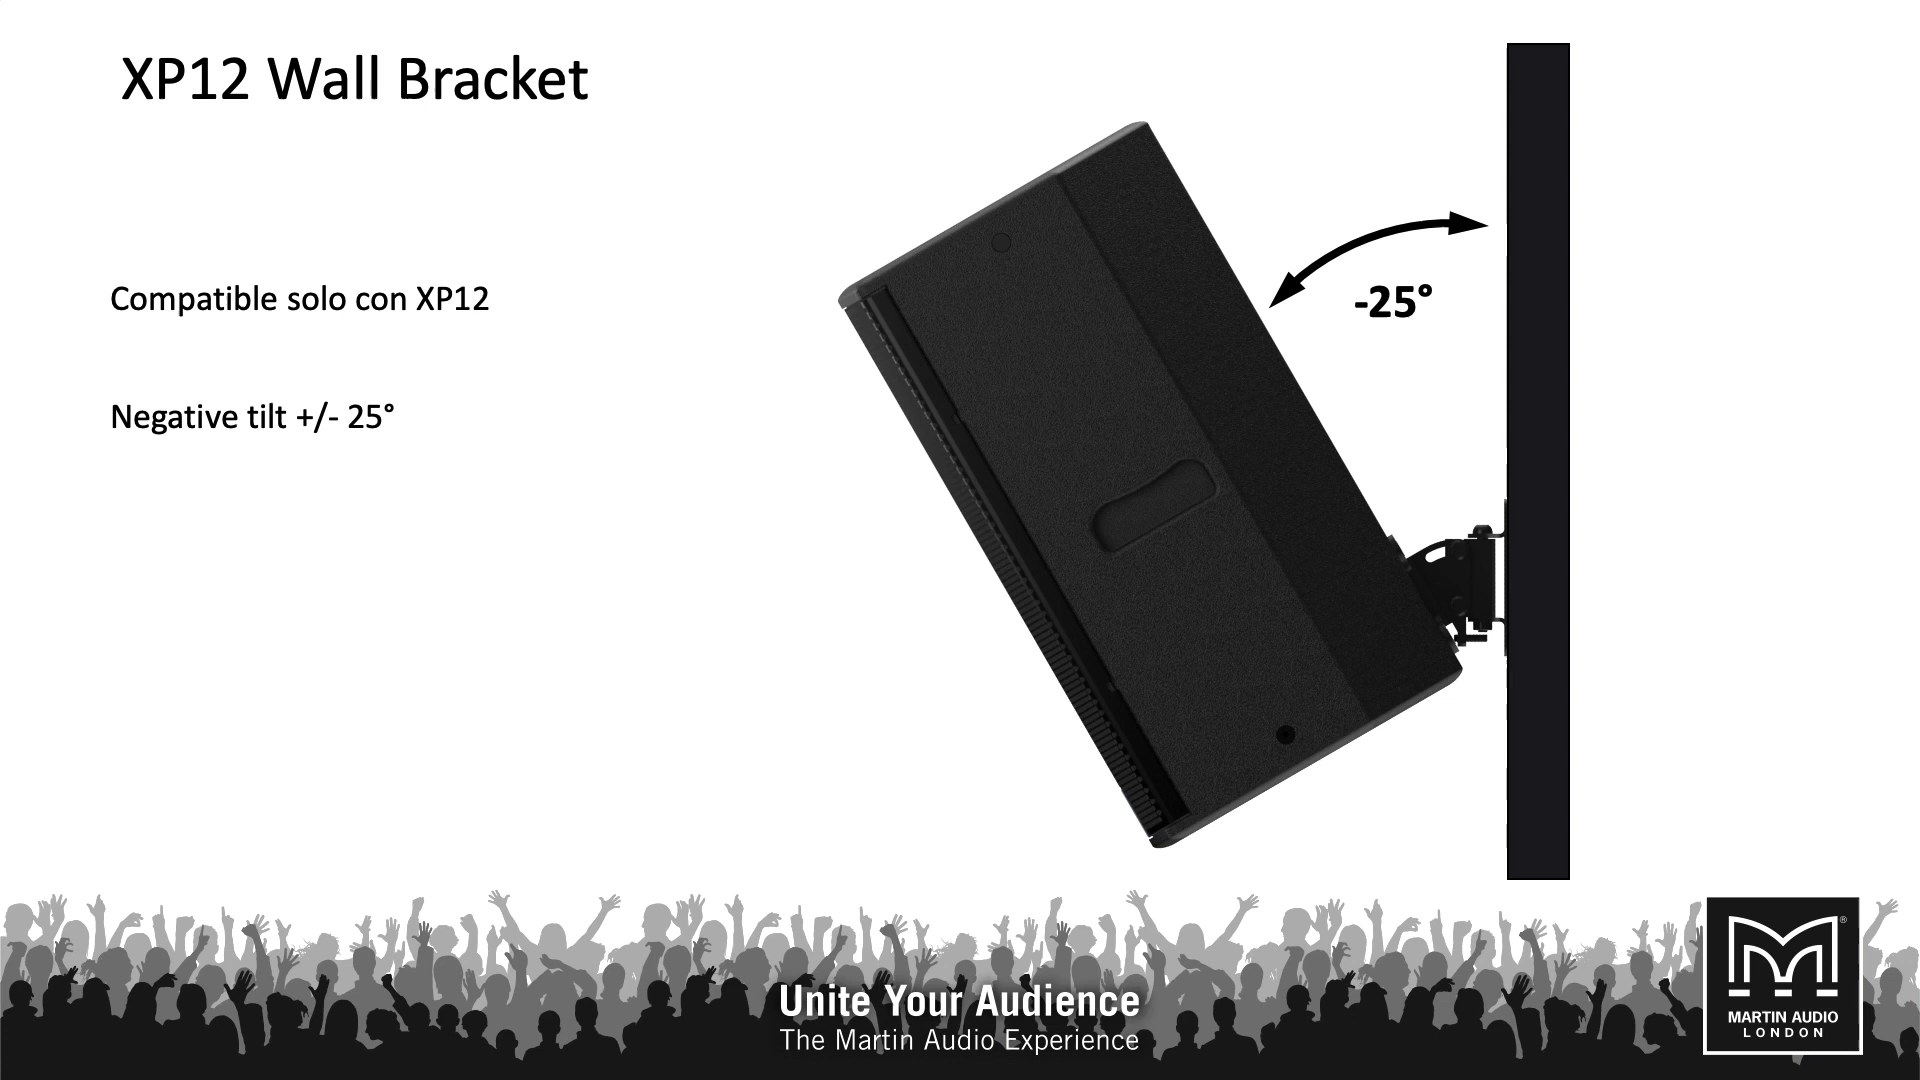 XP12 Wall Bracket
Compatible solo con XP12
Negative tilt +/- 25°
-25°
Unite Your Audience
The Martin Audio Experience
®
MARTIN AUDIO
LONDON